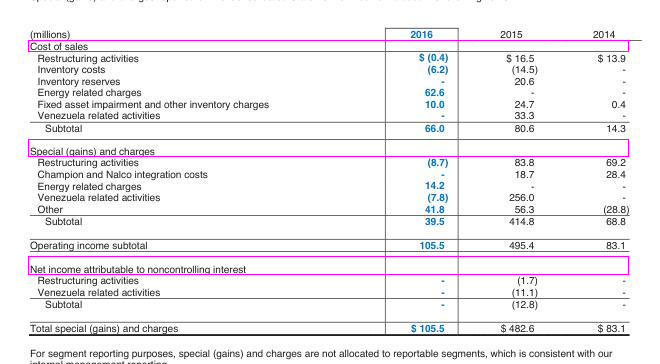 (millions) 2016 2015 2014
Cost of sales
Restructuring activities $ (0.4) $ 16.5 $ 13.9
Inventory costs (6.2) (14.5) -
Inventory reserves - 20.6 -
Energy related charges 62.6 - -
Fixed asset impairment and other inventory charges 10.0 24.7 0.4
Venezuela related activities - 33.3 -
Subtotal 66.0 80.6 14.3
Special (gains) and charges
Restructuring activities (8.7) 83.8 69.2
Champion and Nalco integration costs - 18.7 28.4
Energy related charges 14.2 - -
Venezuela related activities (7.8) 256.0 -
Other 41.8 56.3 (28.8)
Subtotal 39.5 414.8 68.8
Operating income subtotal 105.5 495.4 83.1
Net income attributable to noncontrolling interest
Restructuring activities - (1.7) -
Venezuela related activities - (11.1) -
Subtotal - (12.8) -
Total special (gains) and charges $ 105.5 $ 482.6 $ 83.1
For segment reporting purposes, special (gains) and charges are not allocated to reportable segments, which is consistent with our
internal management reporting.